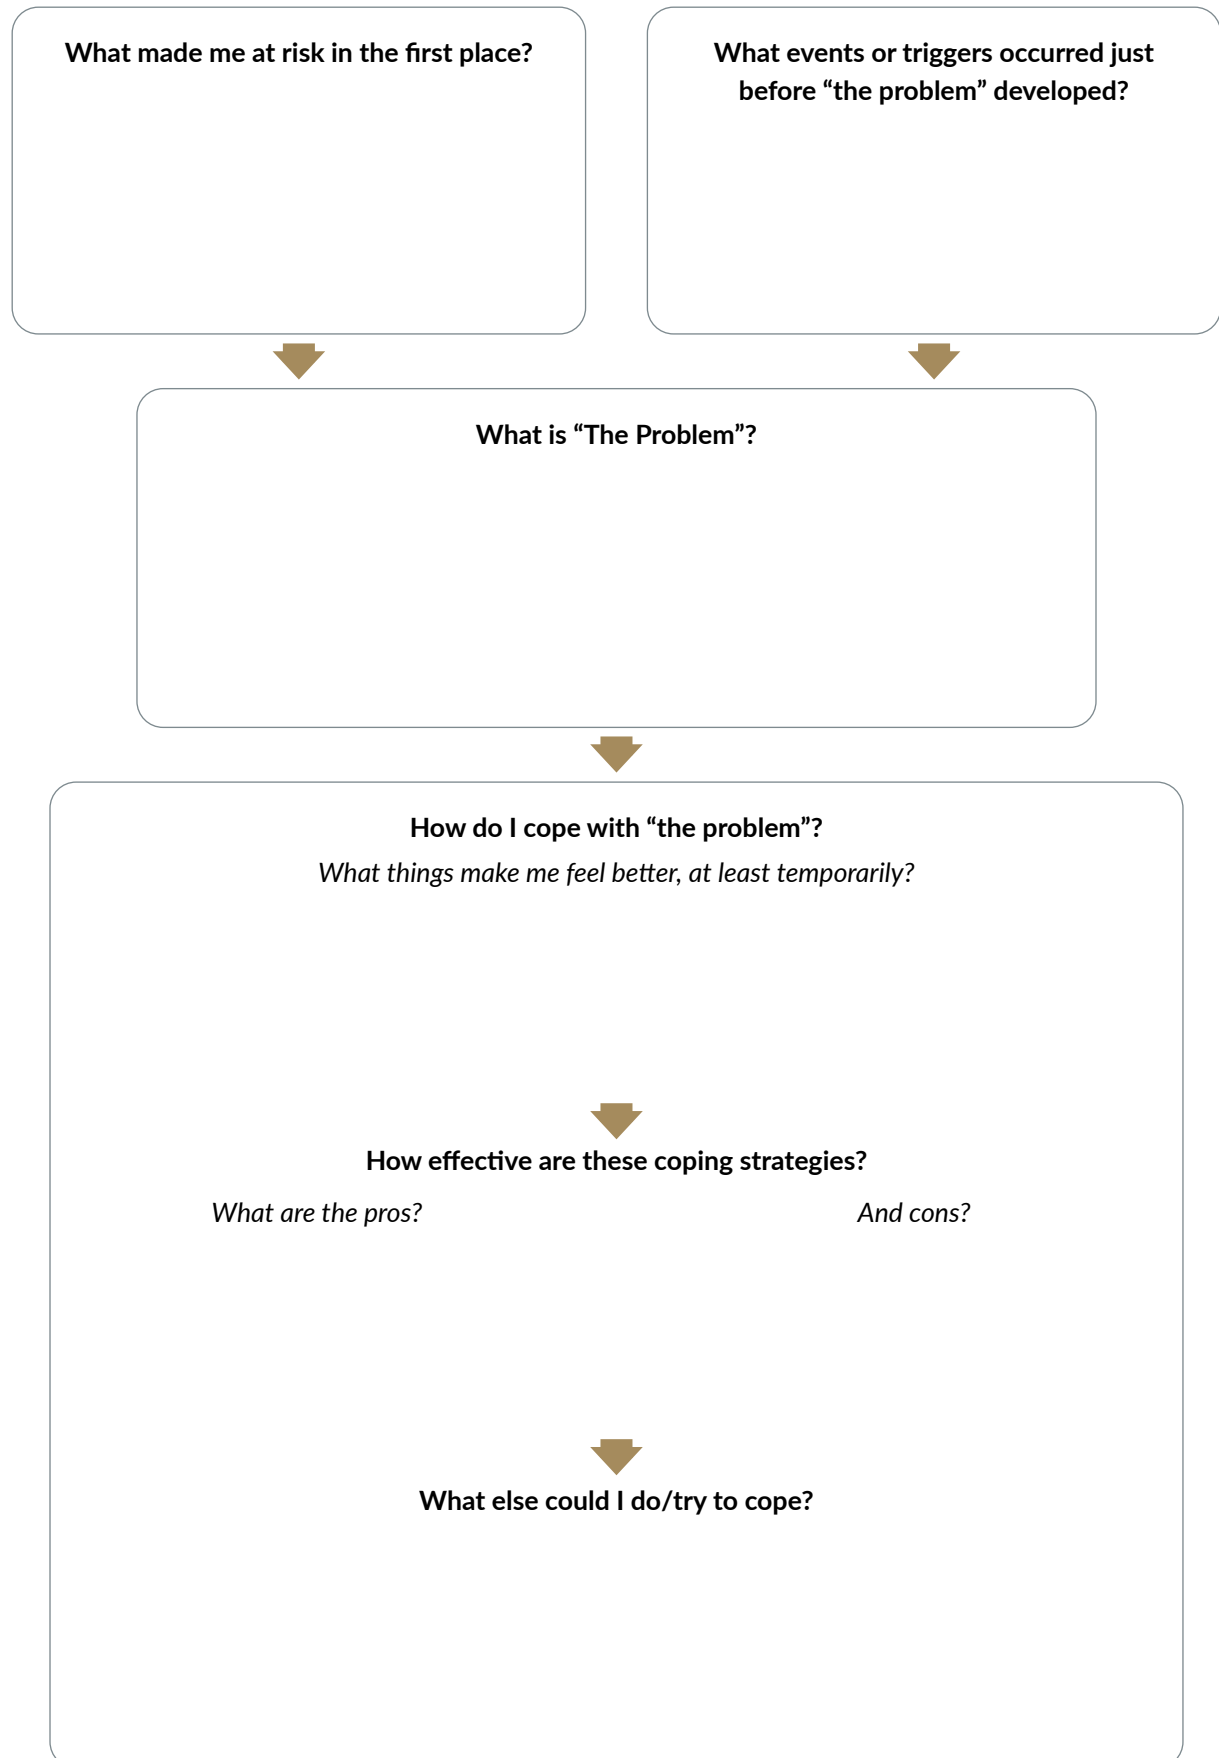 What made me at risk in the first place?
What events or triggers occurred just
before “the problem” developed?
What is “The Problem”?
How do I cope with “the problem”?
What things make me feel better, at least temporarily?
How effective are these coping strategies?
What are the pros?
And cons?
What else could I do/try to cope?